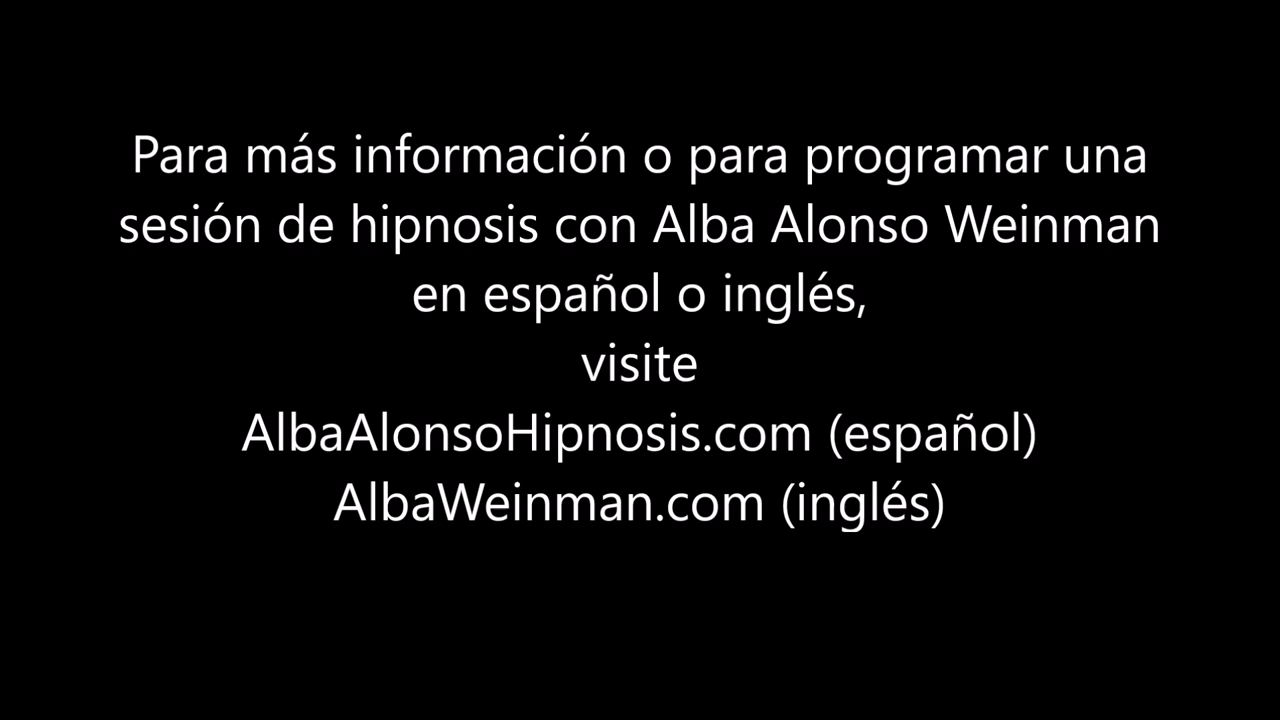 Para más información o para programar una
sesión de hipnosis con Alba Alonso Weinman
en español o inglés,
visite
AlbaAlonsoHipnosis.com (español)
AlbaWeinman.com (inglés)